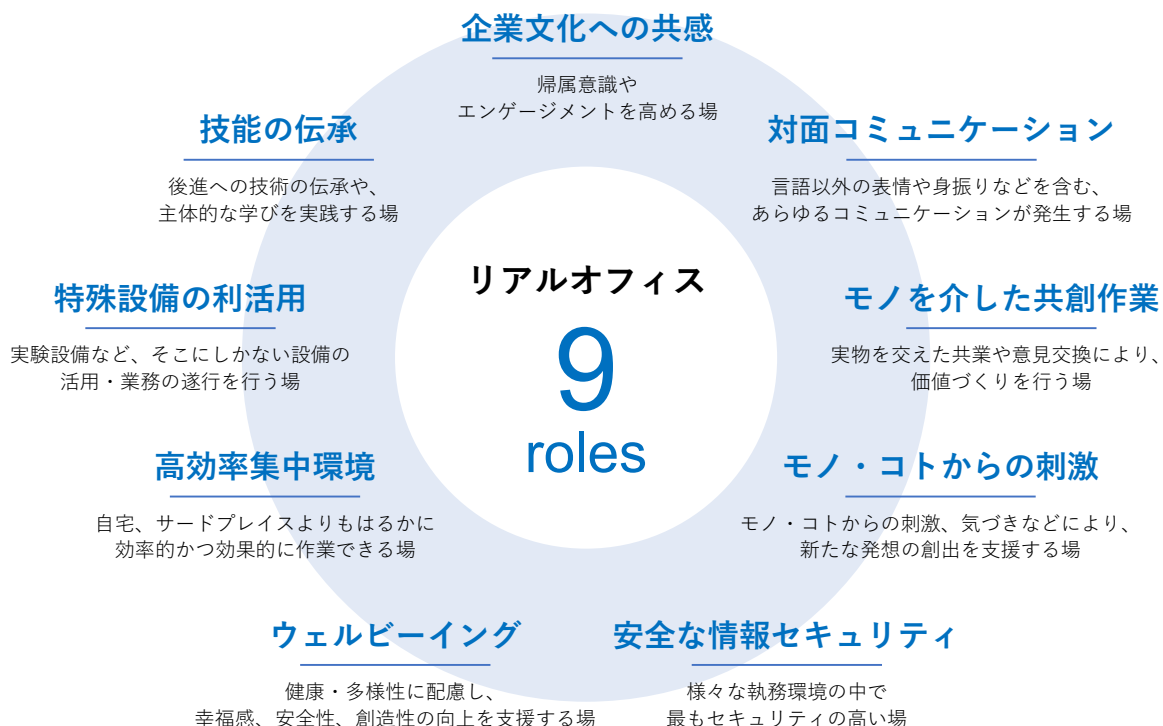 企業文化への共感
帰属意識や
エンゲージメントを高める場
対面コミュニケーション
言語以外の表情や身振りなどを含む、
あらゆるコミュニケーションが発生する場
モノを介した共創作業
実物を交えた共業や意見交換により、
価値づくりを行う場
モノ・コトからの刺激
モノ・コトからの刺激、気づきなどにより、
新たな発想の創出を支援する場
安全な情報セキュリティ
様々な執務環境の中で
最もセキュリティの高い場
ウェルビーイング
健康・多様性に配慮し、
幸福感、安全性、創造性の向上を支援する場
高効率集中環境
自宅、サードプレイスよりもはるかに
効率的かつ効果的に作業できる場
特殊設備の利活用
実験設備など、そこにしかない設備の
活用・業務の遂行を行う場
技能の伝承
後進への技術の伝承や、
主体的な学びを実践する場
リアルオフィス
9
roles